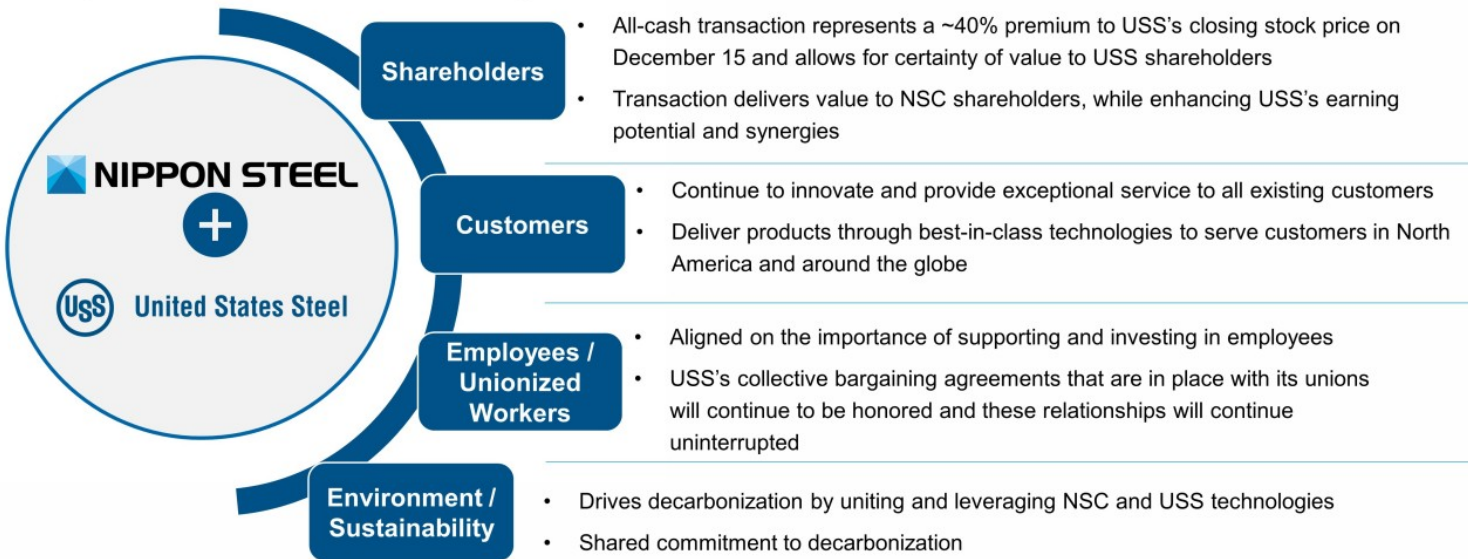 NIPPON STEEL
+
USS United States Steel
Shareholders
• All-cash transaction represents a ~40% premium to USS’s closing stock price on
December 15 and allows for certainty of value to USS shareholders
• Transaction delivers value to NSC shareholders, while enhancing USS’s earning
potential and synergies
Customers
• Continue to innovate and provide exceptional service to all existing customers
• Deliver products through best-in-class technologies to serve customers in North
America and around the globe
Employees /
Unionized
Workers
• Aligned on the importance of supporting and investing in employees
• USS’s collective bargaining agreements that are in place with its unions
will continue to be honored and these relationships will continue
uninterrupted
Environment /
Sustainability
• Drives decarbonization by uniting and leveraging NSC and USS technologies
• Shared commitment to decarbonization